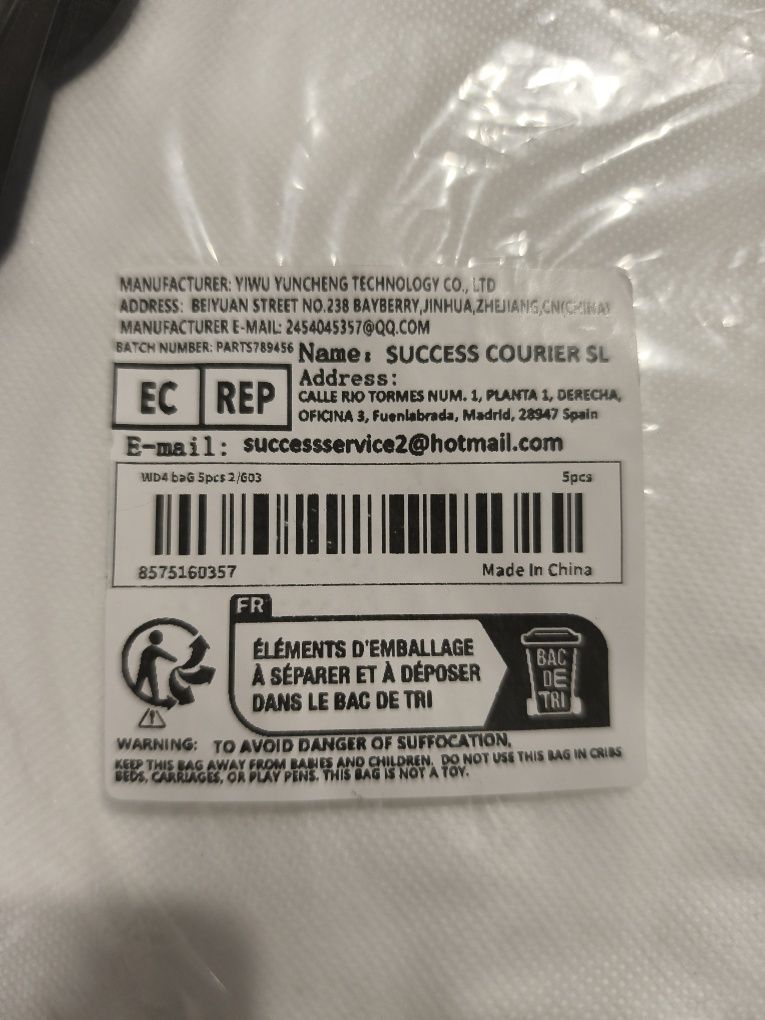 MANUFACTURER: YIWU YUNCHENG TECHNOLOGY CO., LTD
ADDRESS: BEIYUAN STREET NO.238 BAYBERRY,JINHUA,ZHEJIANG,CN(CHINA)
MANUFACTURER E-MAIL: 2454045357@QQ.COM
BATCH NUMBER: PARTS789456
Name: SUCCESS COURIER SL
EC REP
Address:
CALLE RIO TORMES NUM. 1, PLANTA 1, DERECHA,
OFICINA 3, Fuenlabrada, Madrid, 28947 Spain
E-mail: successservice2@hotmail.com
WD4 baG 5pcs 2/G03 5pcs
8575160357 Made In China
FR
ÉLÉMENTS D'EMBALLAGE
À SÉPARER ET À DÉPOSER
DANS LE BAC DE TRI
BAC
DE
TRI
WARNING: TO AVOID DANGER OF SUFFOCATION,
KEEP THIS BAG AWAY FROM BABIES AND CHILDREN. DO NOT USE THIS BAG IN CRIBS
BEDS, CARRIAGES, OR PLAY PENS. THIS BAG IS NOT A TOY.